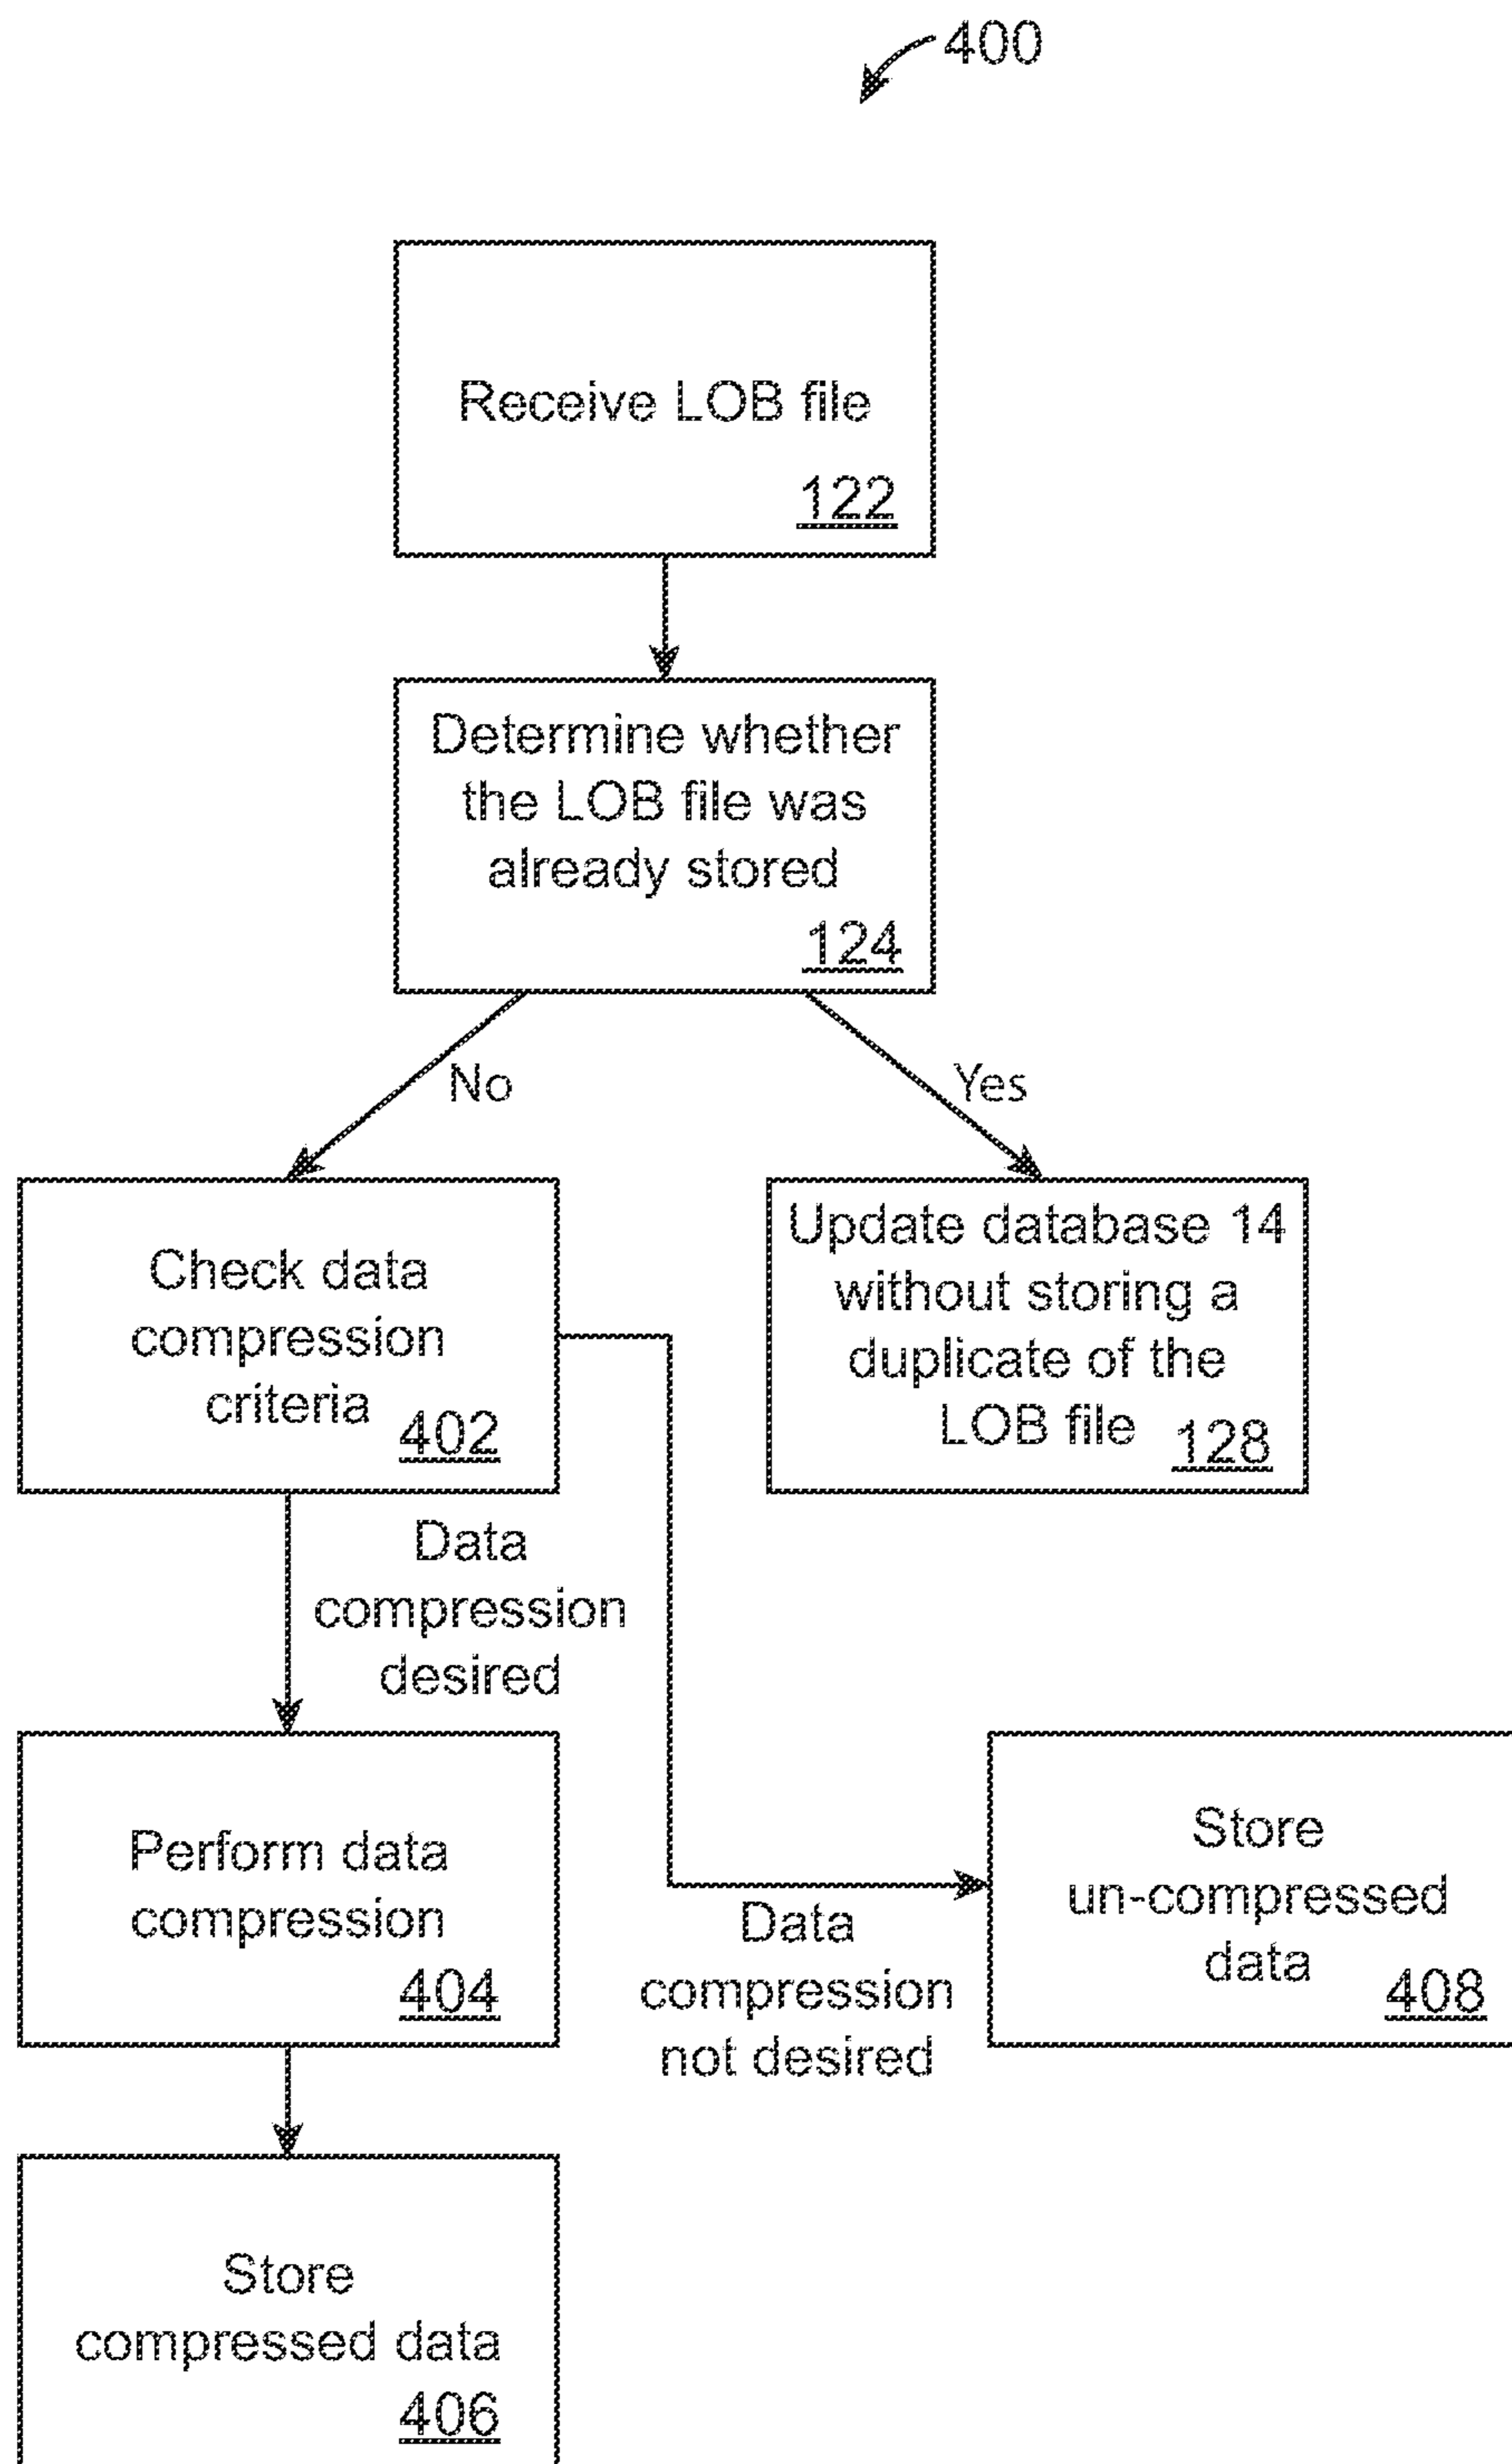 400
Receive LOB file
122
Determine whether
the LOB file was
already stored
124
No
Yes
Check data
compression
criteria
402
Update database 14
without storing a
duplicate of the
LOB file
128
Data
compression
desired
Perform data
compression
404
Data
compression
not desired
Store
un-compressed
data
408
Store
compressed data
406